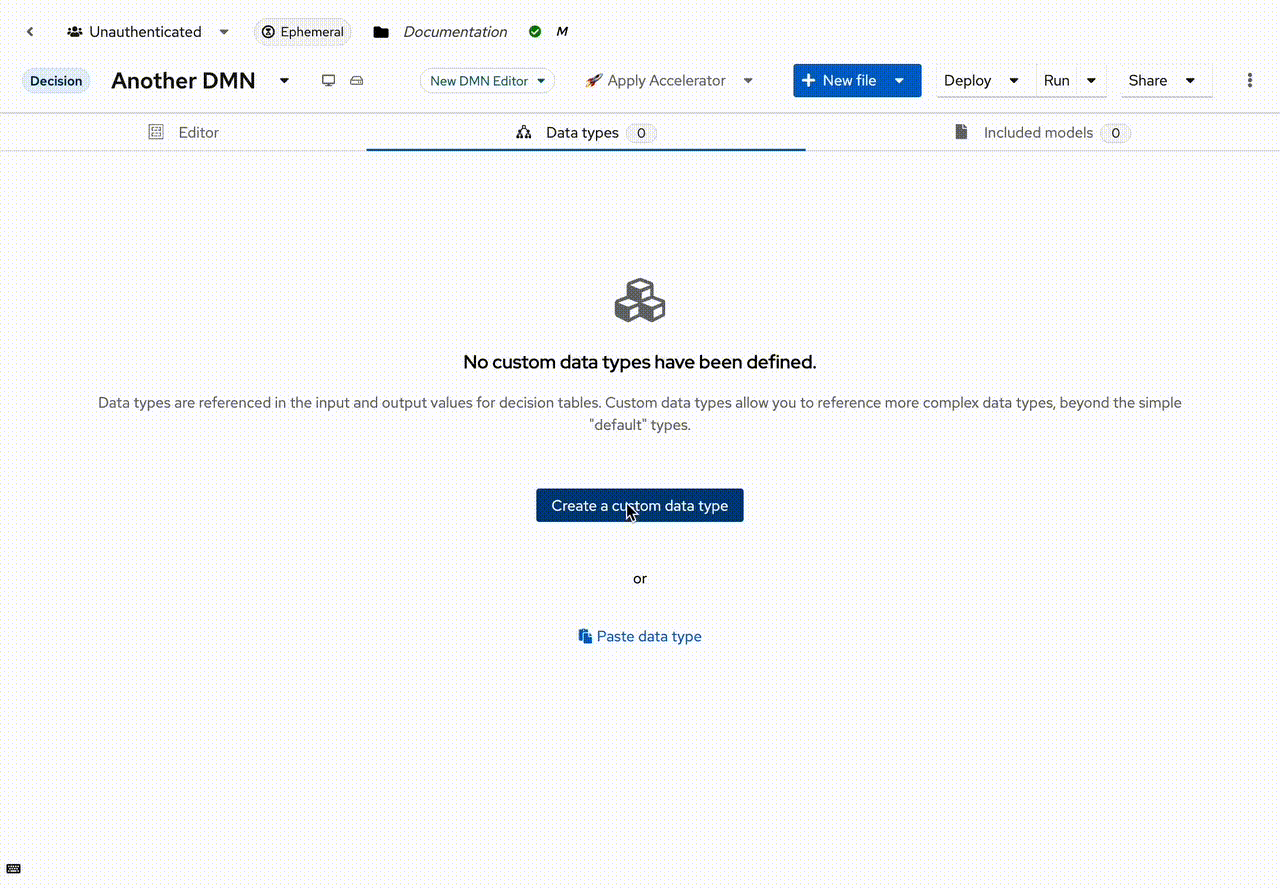 Unauthenticated Ephemeral Documentation M
Decision Another DMN New DMN Editor Apply Accelerator New file Deploy Run Share
Editor Data types 0 Included models 0
No custom data types have been defined.
Data types are referenced in the input and output values for decision tables. Custom data types allow you to reference more complex data types, beyond the simple
"default" types.
Create a custom data type
or
Paste data type